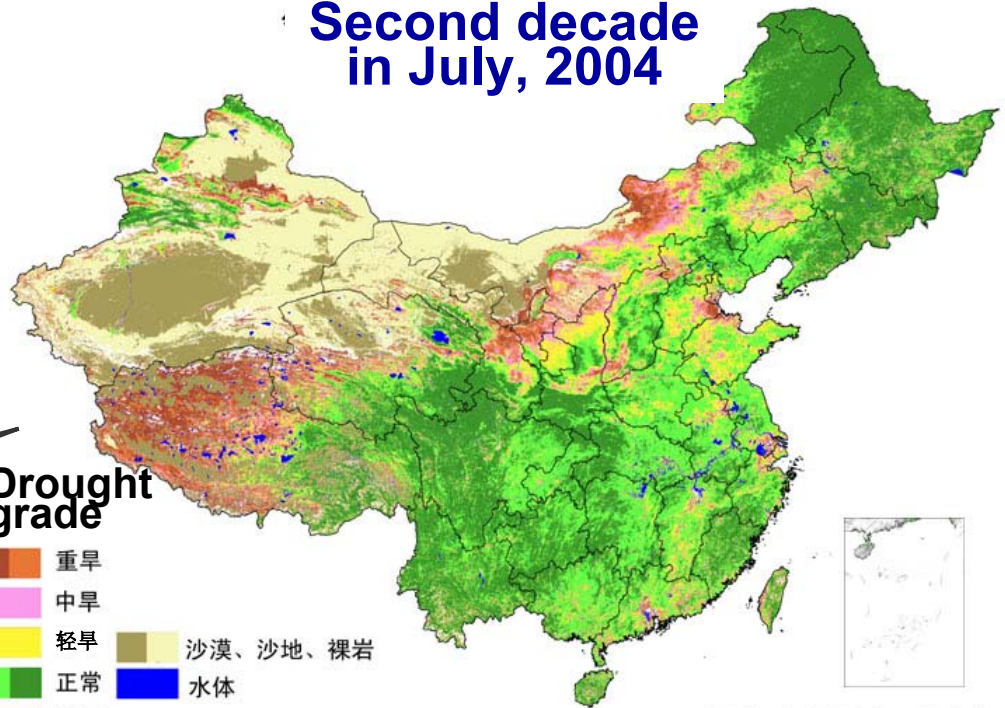 Second decade
in July, 2004
Drought
grade
重旱
中旱
轻旱
正常
沙漠、沙地、裸岩
水体